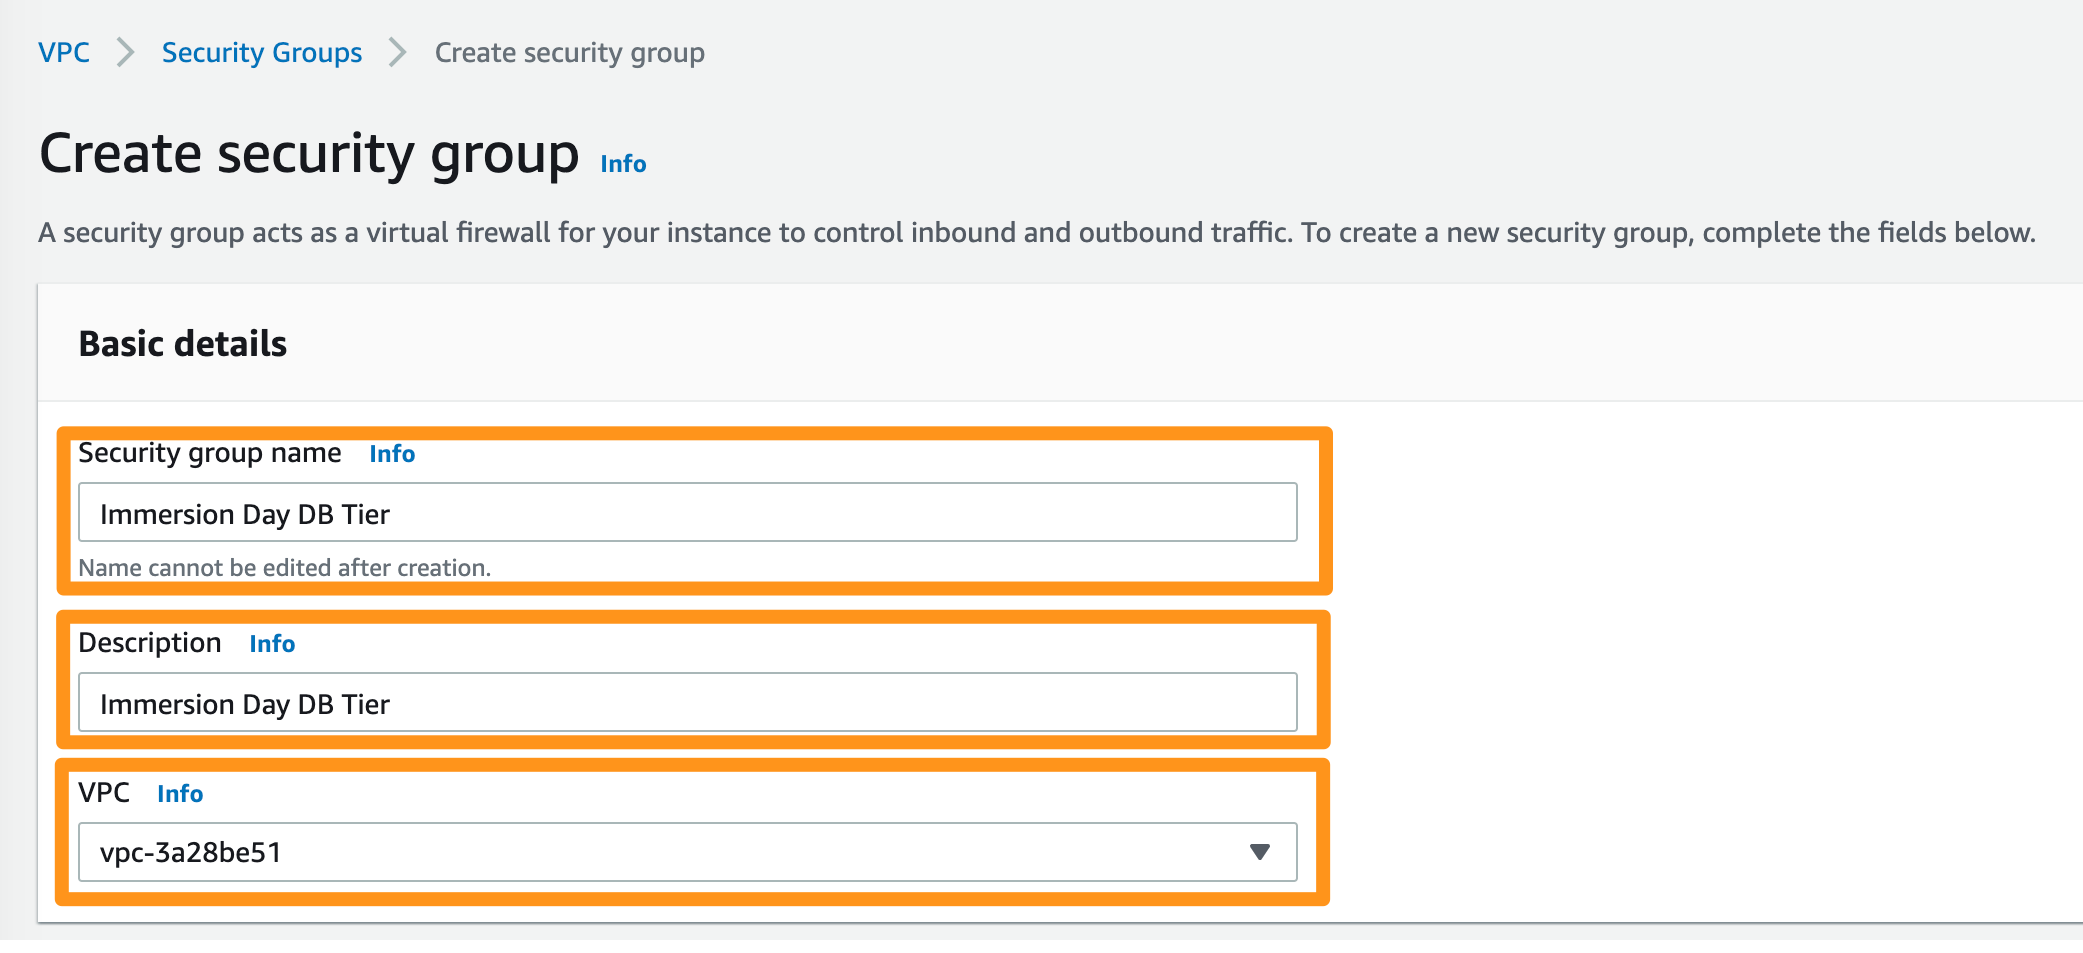 VPC > Security Groups > Create security group
Create security group Info
A security group acts as a virtual firewall for your instance to control inbound and outbound traffic. To create a new security group, complete the fields below.
Basic details
Security group name Info
Immersion Day DB Tier
Name cannot be edited after creation.
Description Info
Immersion Day DB Tier
VPC Info
vpc-3a28be51